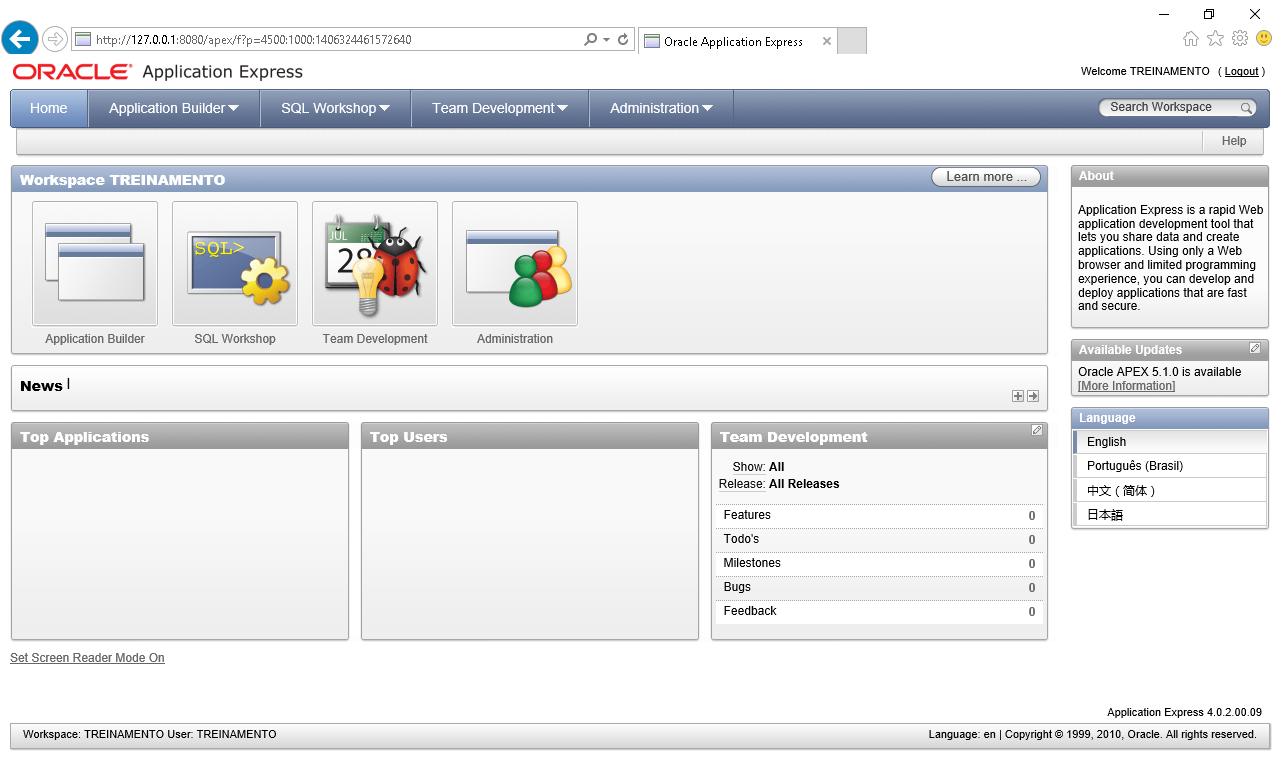 http://127.0.0.1:8080/apex/f?p=4500:1000:1406324461572640
Oracle Application Express
ORACLE Application Express
Welcome TREINAMENTO ( Logout )
Home
Application Builder
SQL Workshop
Team Development
Administration
Search Workspace
Help
Workspace TREINAMENTO
Learn more ...
JUL
28
SQL>
Application Builder
SQL Workshop
Team Development
Administration
About
Application Express is a rapid Web
application development tool that
lets you share data and create
applications. Using only a Web
browser and limited programming
experience, you can develop and
deploy applications that are fast
and secure.
Available Updates
Oracle APEX 5.1.0 is available
[More Information]
Language
English
Português (Brasil)
中文 ( 简体 )
日本語
News
Top Applications
Top Users
Team Development
Show: All
Release: All Releases
Features 0
Todo's 0
Milestones 0
Bugs 0
Feedback 0
Set Screen Reader Mode On
Application Express 4.0.2.00.09
Workspace: TREINAMENTO User: TREINAMENTO
Language: en | Copyright © 1999, 2010, Oracle. All rights reserved.